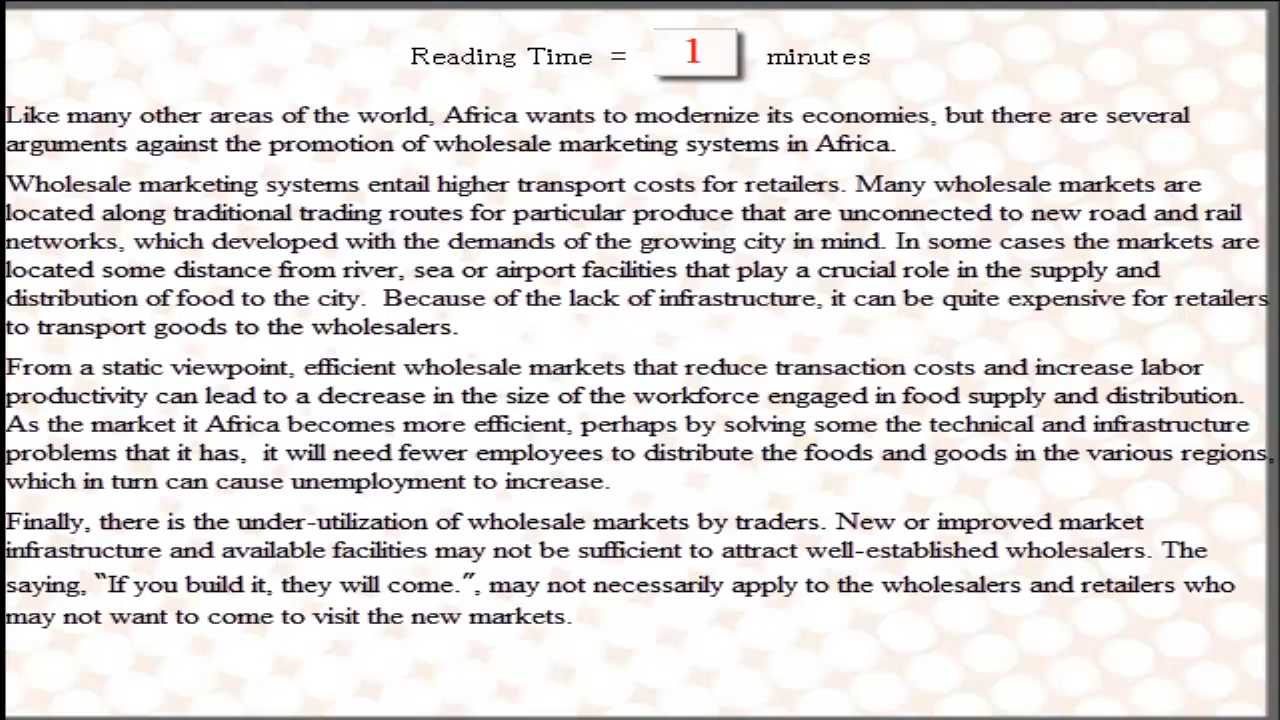 Reading Time = 1 minutes
Like many other areas of the world, Africa wants to modernize its economies, but there are several
arguments against the promotion of wholesale marketing systems in Africa.
Wholesale marketing systems entail higher transport costs for retailers. Many wholesale markets are
located along traditional trading routes for particular produce that are unconnected to new road and rail
networks, which developed with the demands of the growing city in mind. In some cases the markets are
located some distance from river, sea or airport facilities that play a crucial role in the supply and
distribution of food to the city. Because of the lack of infrastructure, it can be quite expensive for retailers
to transport goods to the wholesalers.
From a static viewpoint, efficient wholesale markets that reduce transaction costs and increase labor
productivity can lead to a decrease in the size of the workforce engaged in food supply and distribution.
As the market it Africa becomes more efficient, perhaps by solving some the technical and infrastructure
problems that it has, it will need fewer employees to distribute the foods and goods in the various regions,
which in turn can cause unemployment to increase.
Finally, there is the under-utilization of wholesale markets by traders. New or improved market
infrastructure and available facilities may not be sufficient to attract well-established wholesalers. The
saying, “If you build it, they will come.”, may not necessarily apply to the wholesalers and retailers who
may not want to come to visit the new markets.